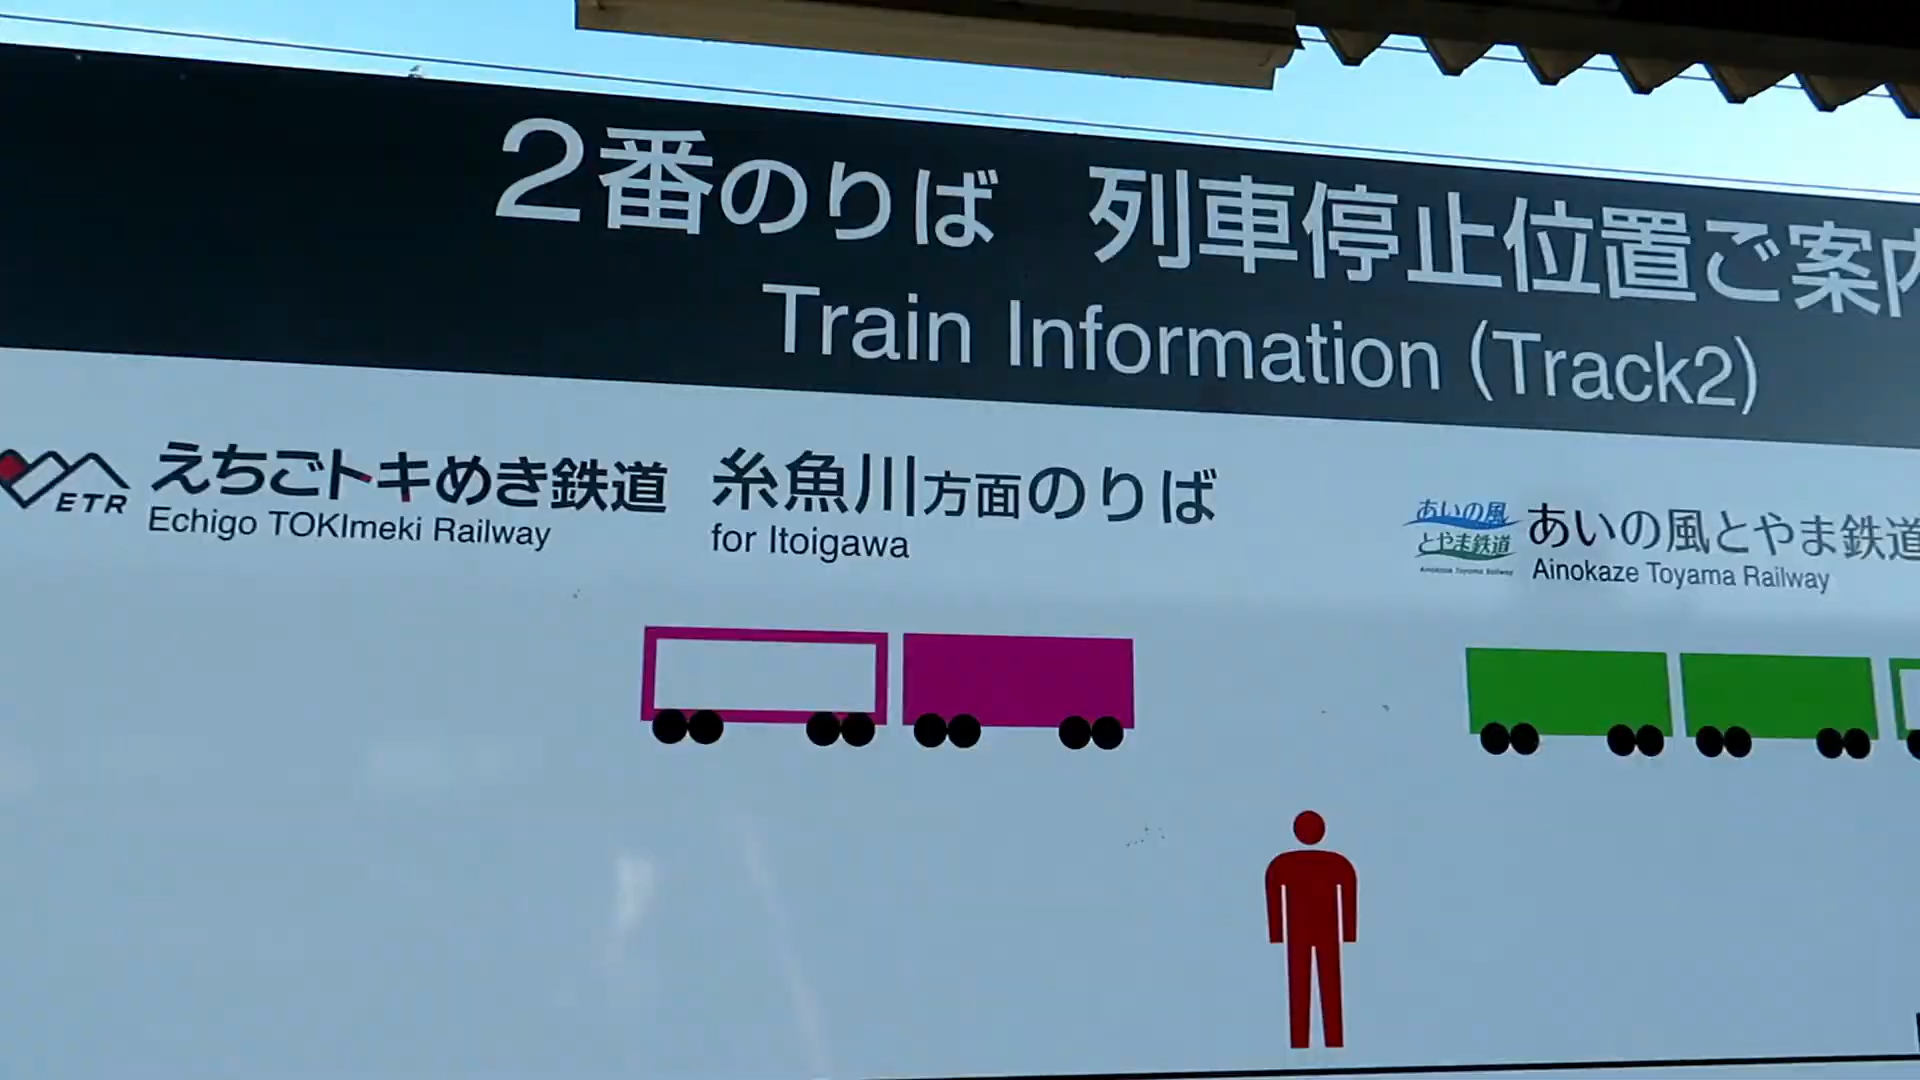 2番のりば 列車停止位置ご案内
Train Information (Track2)
ETR えちごトキめき鉄道
Echigo TOKImeki Railway
糸魚川方面のりば
for Itoigawa
あいの風
とやま鉄道
Ainokaze Toyama Railway
あいの風とやま鉄道
Ainokaze Toyama Railway